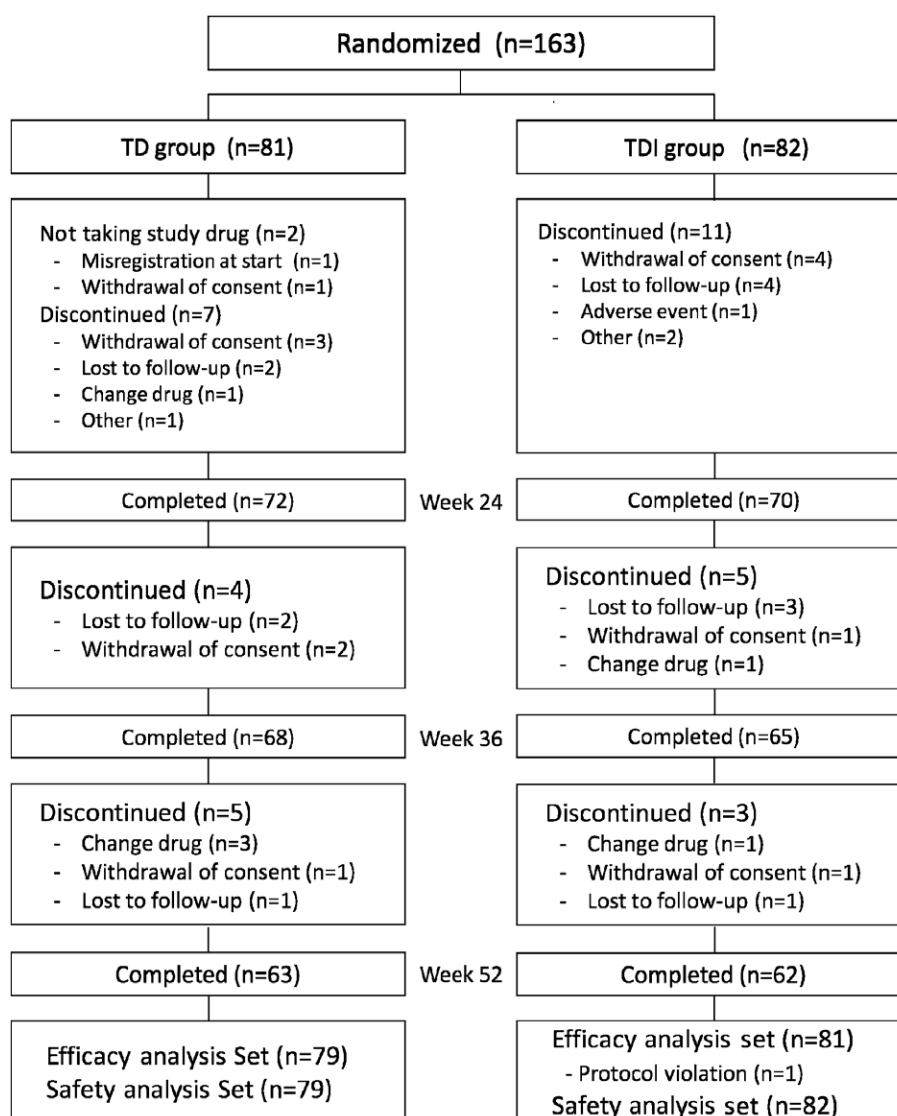 Randomized (n=163)
TD group (n=81)
TDI group (n=82)
Not taking study drug (n=2)
- Misregistration at start (n=1)
- Withdrawal of consent (n=1)
Discontinued (n=7)
- Withdrawal of consent (n=3)
- Lost to follow-up (n=2)
- Change drug (n=1)
- Other (n=1)
Discontinued (n=11)
- Withdrawal of consent (n=4)
- Lost to follow-up (n=4)
- Adverse event (n=1)
- Other (n=2)
Completed (n=72)
Week 24
Completed (n=70)
Discontinued (n=4)
- Lost to follow-up (n=2)
- Withdrawal of consent (n=2)
Discontinued (n=5)
- Lost to follow-up (n=3)
- Withdrawal of consent (n=1)
- Change drug (n=1)
Completed (n=68)
Week 36
Completed (n=65)
Discontinued (n=5)
- Change drug (n=3)
- Withdrawal of consent (n=1)
- Lost to follow-up (n=1)
Discontinued (n=3)
- Change drug (n=1)
- Withdrawal of consent (n=1)
- Lost to follow-up (n=1)
Completed (n=63)
Week 52
Completed (n=62)
Efficacy analysis Set (n=79)
Safety analysis Set (n=79)
Efficacy analysis set (n=81)
- Protocol violation (n=1)
Safety analysis set (n=82)